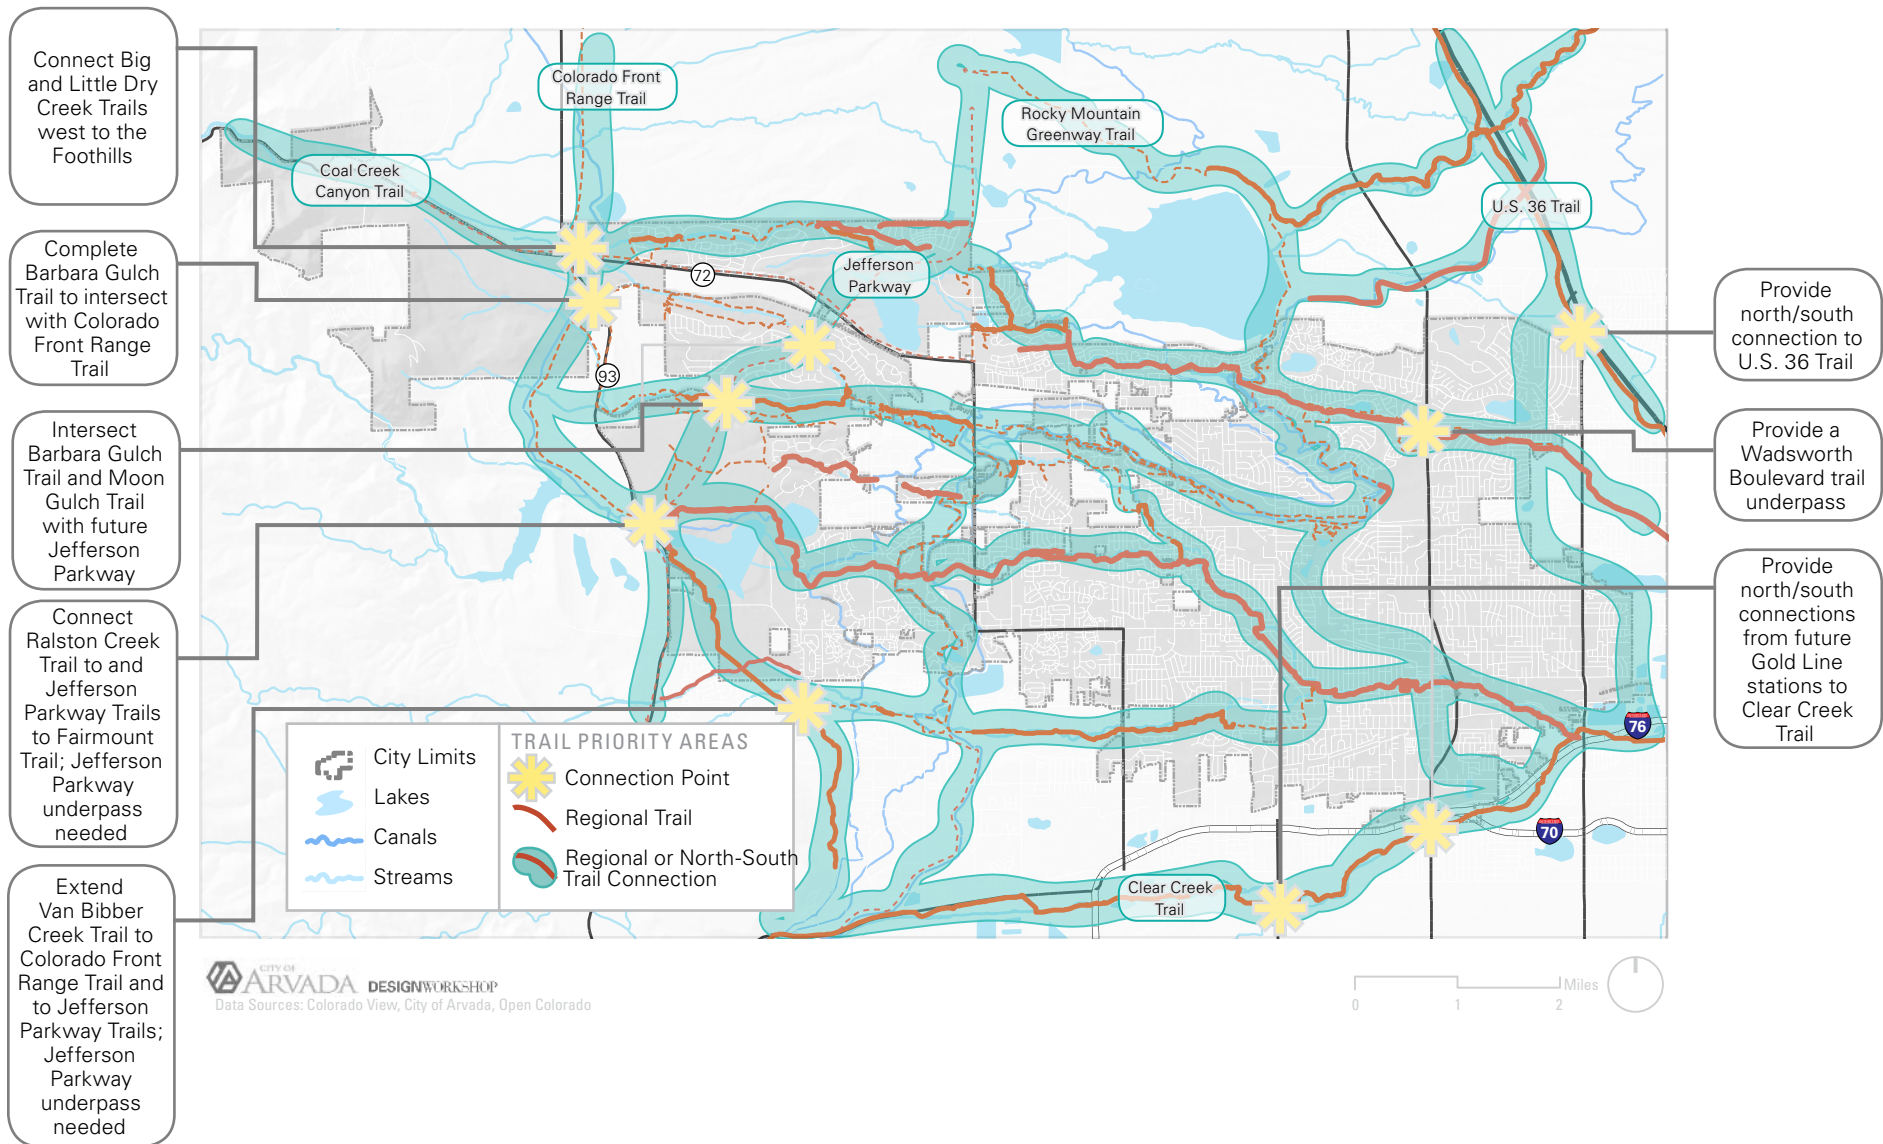 Connect Big
and Little Dry
Creek Trails
west to the
Foothills
Complete
Barbara Gulch
Trail to intersect
with Colorado
Front Range
Trail
Intersect
Barbara Gulch
Trail and Moon
Gulch Trail
with future
Jefferson
Parkway
Connect
Ralston Creek
Trail to and
Jefferson
Parkway Trails
to Fairmount
Trail; Jefferson
Parkway
underpass
needed
Extend
Van Bibber
Creek Trail to
Colorado Front
Range Trail and
to Jefferson
Parkway Trails;
Jefferson
Parkway
underpass
needed
Colorado Front
Range Trail
Coal Creek
Canyon Trail
Rocky Mountain
Greenway Trail
U.S. 36 Trail
Jefferson
Parkway
72
93
Clear Creek
Trail
76
70
Provide
north/south
connection to
U.S. 36 Trail
Provide a
Wadsworth
Boulevard trail
underpass
Provide
north/south
connections
from future
Gold Line
stations to
Clear Creek
Trail
City Limits
Lakes
Canals
Streams
TRAIL PRIORITY AREAS
Connection Point
Regional Trail
Regional or North-South
Trail Connection
CITY OF
ARVADA
DESIGNWORKSHOP
Data Sources: Colorado View, City of Arvada, Open Colorado
Miles
0 1 2